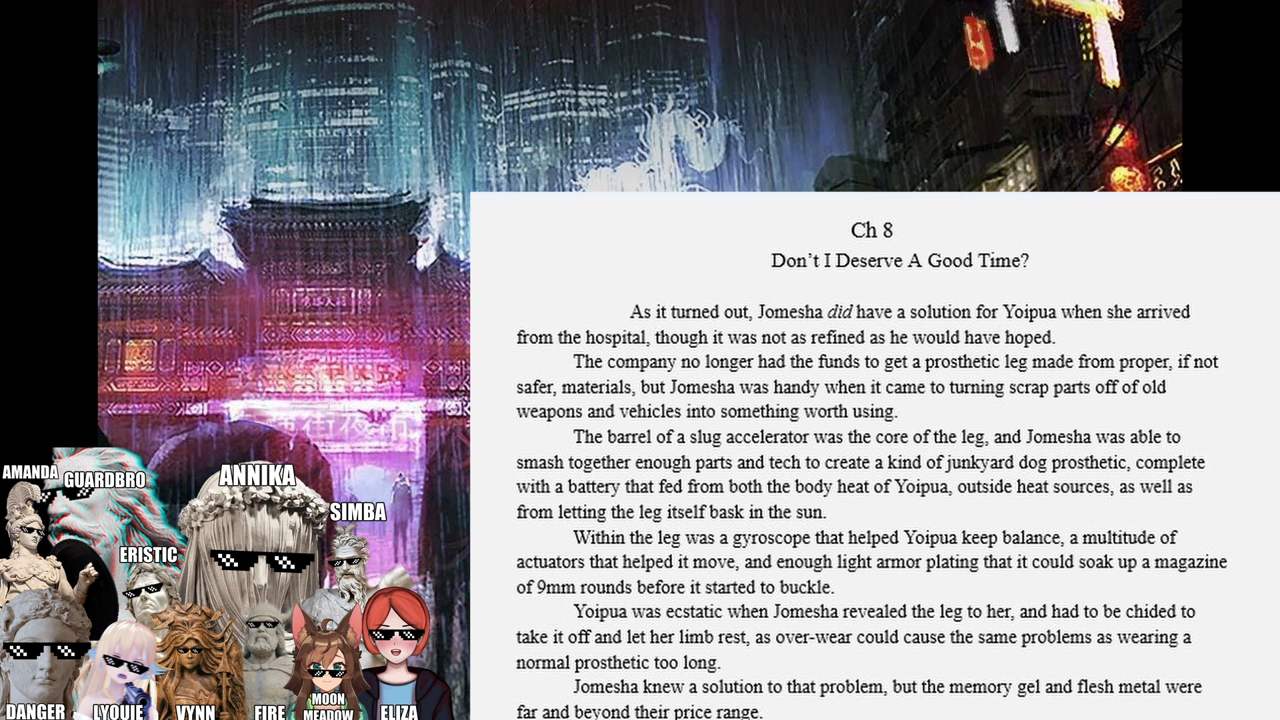 Ch 8
Don't I Deserve A Good Time?
As it turned out, Jomesha did have a solution for Yoipua when she arrived
from the hospital, though it was not as refined as he would have hoped.
The company no longer had the funds to get a prosthetic leg made from proper, if not
safer, materials, but Jomesha was handy when it came to turning scrap parts off of old
weapons and vehicles into something worth using.
The barrel of a slug accelerator was the core of the leg, and Jomesha was able to
smash together enough parts and tech to create a kind of junkyard dog prosthetic, complete
with a battery that fed from both the body heat of Yoipua, outside heat sources, as well as
from letting the leg itself bask in the sun.
Within the leg was a gyroscope that helped Yoipua keep balance, a multitude of
actuators that helped it move, and enough light armor plating that it could soak up a magazine
of 9mm rounds before it started to buckle.
Yoipua was ecstatic when Jomesha revealed the leg to her, and had to be chided to
take it off and let her limb rest, as over-wear could cause the same problems as wearing a
normal prosthetic too long.
Jomesha knew a solution to that problem, but the memory gel and flesh metal were
far and beyond their price range.
AMANDA
GUARDBRO
ANNIKA
SIMBA
ERISTIC
DANGER
LYQUIE
VYNN
FIRE
MOON
MEADOW
ELIZA